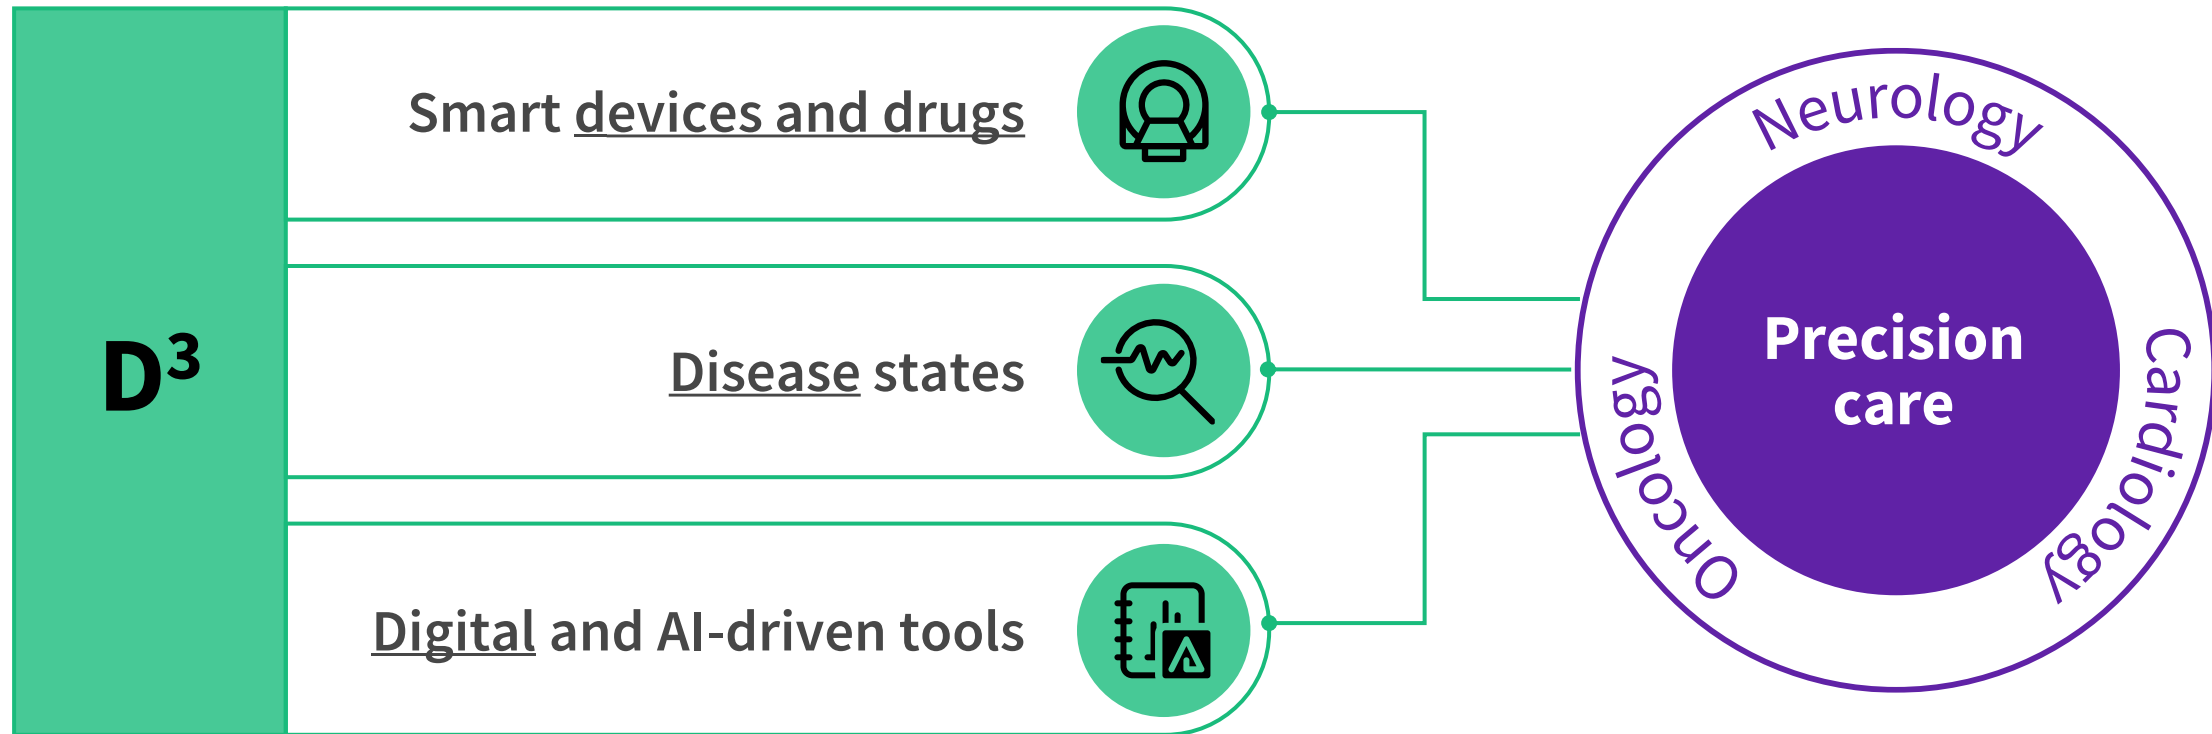 D³
Smart devices and drugs
Disease states
Digital and AI-driven tools
Neurology
Cardiology
Oncology
Precision
care